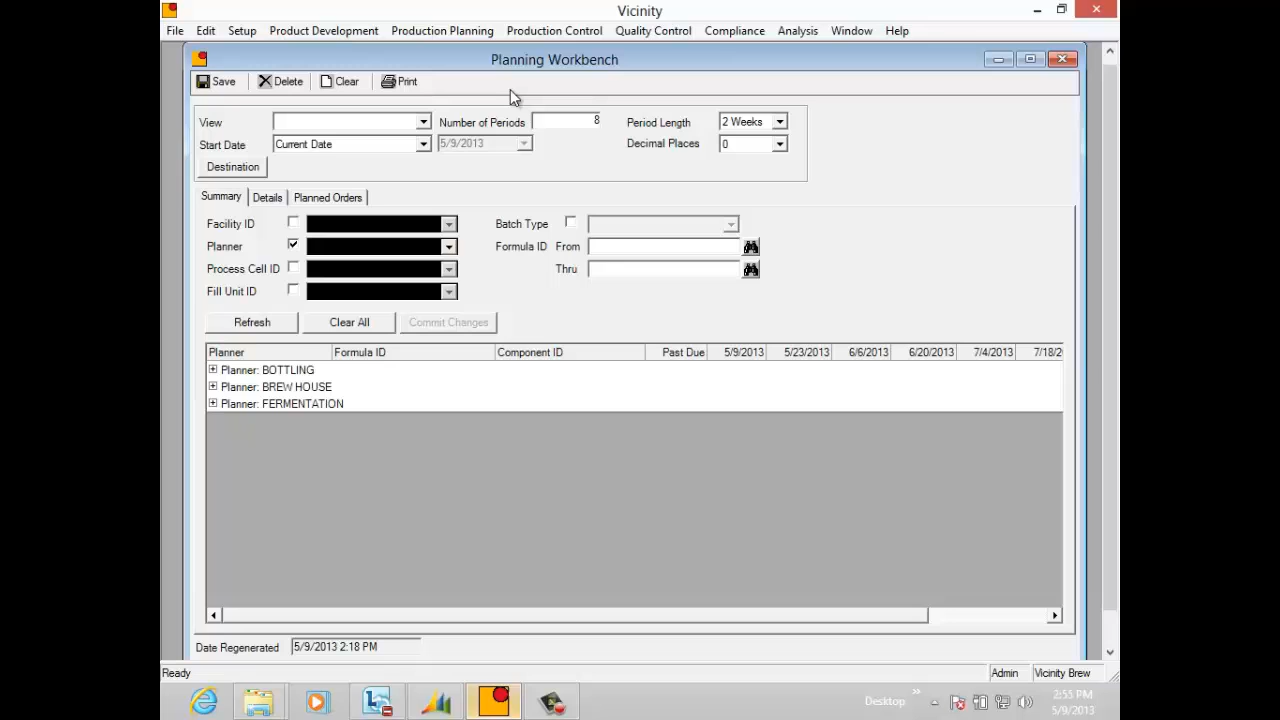 Vicinity
File Edit Setup Product Development Production Planning Production Control Quality Control Compliance Analysis Window Help
Planning Workbench
Save Delete Clear Print
View Number of Periods 8 Period Length 2 Weeks
Start Date Current Date 5/9/2013 Decimal Places 0
Destination
Summary Details Planned Orders
Facility ID Batch Type
Planner Formula ID From
Process Cell ID Thru
Fill Unit ID
Refresh Clear All Commit Changes
Planner Formula ID Component ID Past Due 5/9/2013 5/23/2013 6/6/2013 6/20/2013 7/4/2013 7/18/2
Planner: BOTTLING
Planner: BREW HOUSE
Planner: FERMENTATION
Date Regenerated 5/9/2013 2:18 PM
Ready Admin Vicinity Brew
Desktop 2:55 PM
5/9/2013